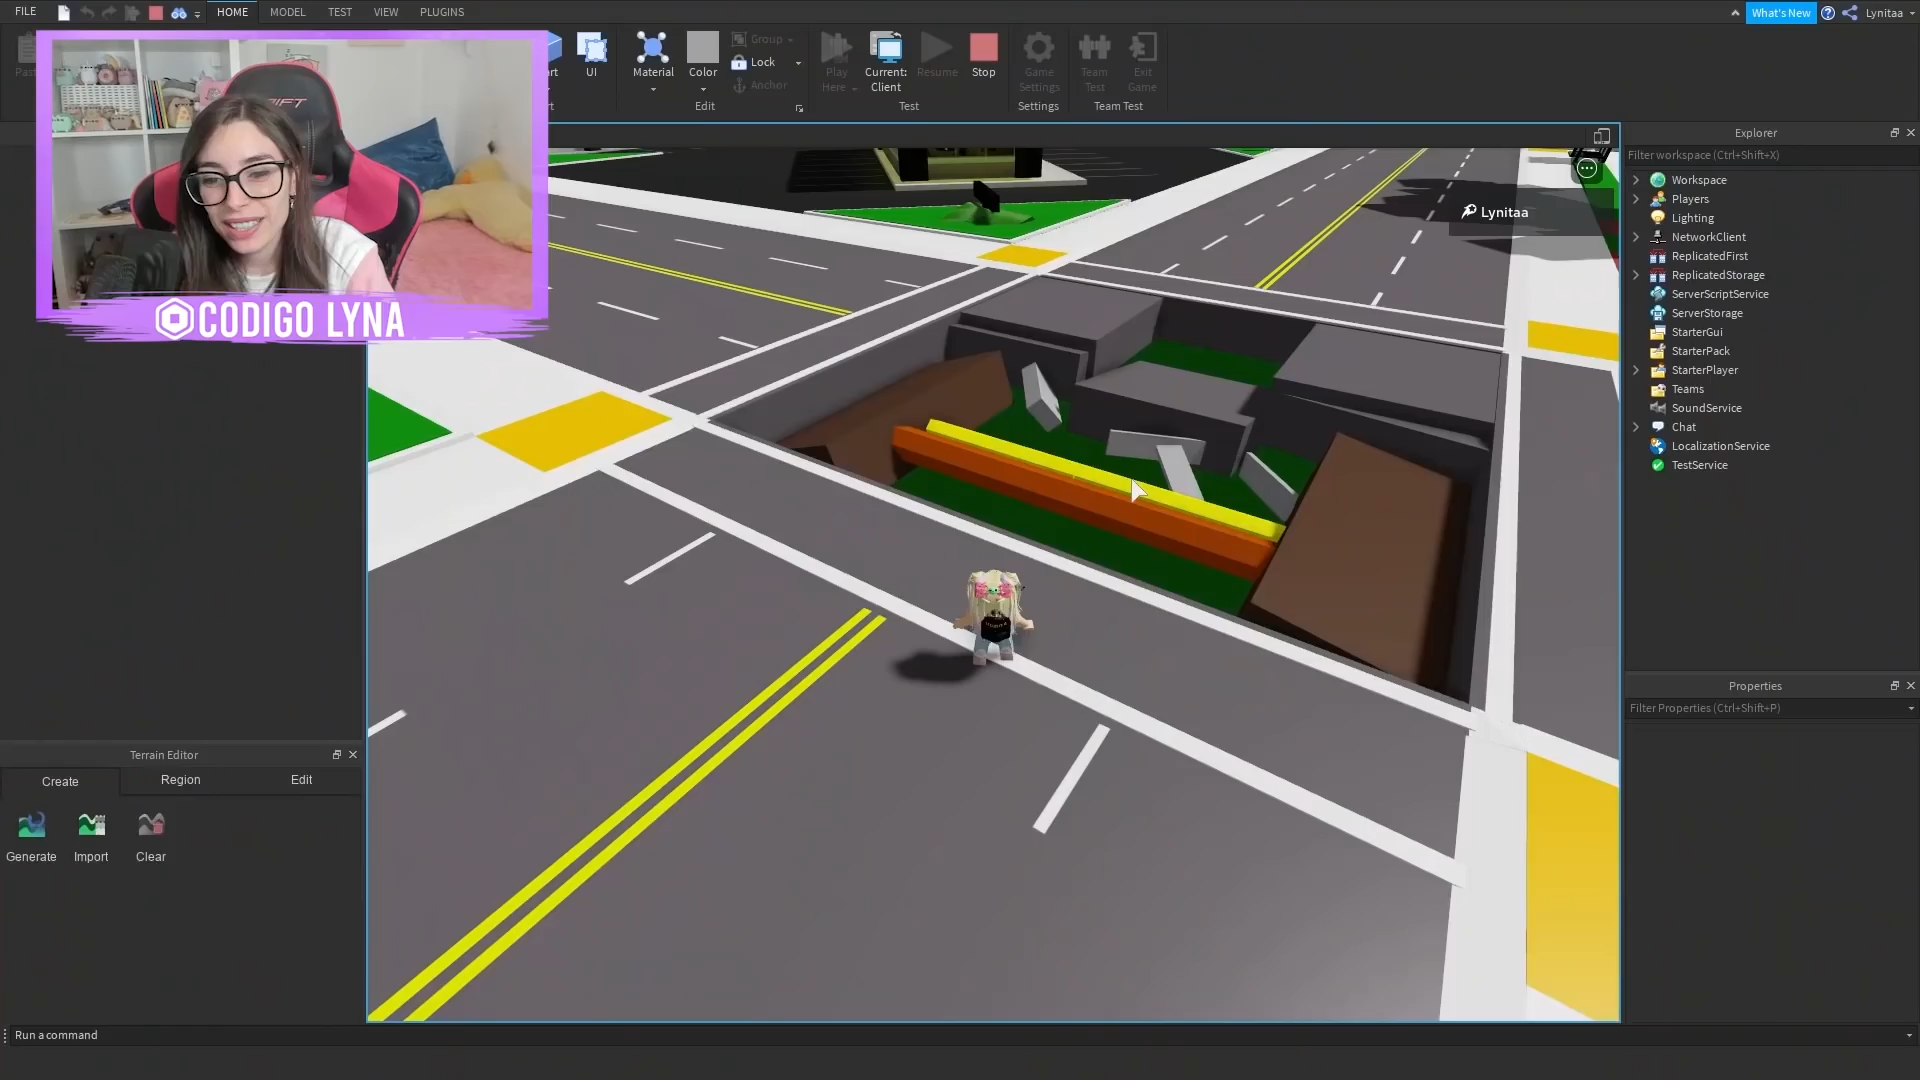 FILE
HOME
MODEL
TEST
VIEW
PLUGINS
What's New
Lynitaa
UI
Material
Color
Group
Lock
Anchor
Edit
Play
Here
Current:
Client
Resume
Stop
Test
Game
Settings
Settings
Team
Test
Exit
Game
Team Test
CODIGO LYNA
Lynitaa
Explorer
Filter workspace (Ctrl+Shift+X)
Workspace
Players
Lighting
NetworkClient
ReplicatedFirst
ReplicatedStorage
ServerScriptService
ServerStorage
StarterGui
StarterPack
StarterPlayer
Teams
SoundService
Chat
LocalizationService
TestService
Properties
Filter Properties (Ctrl+Shift+P)
Terrain Editor
Create
Region
Edit
Generate
Import
Clear
Run a command